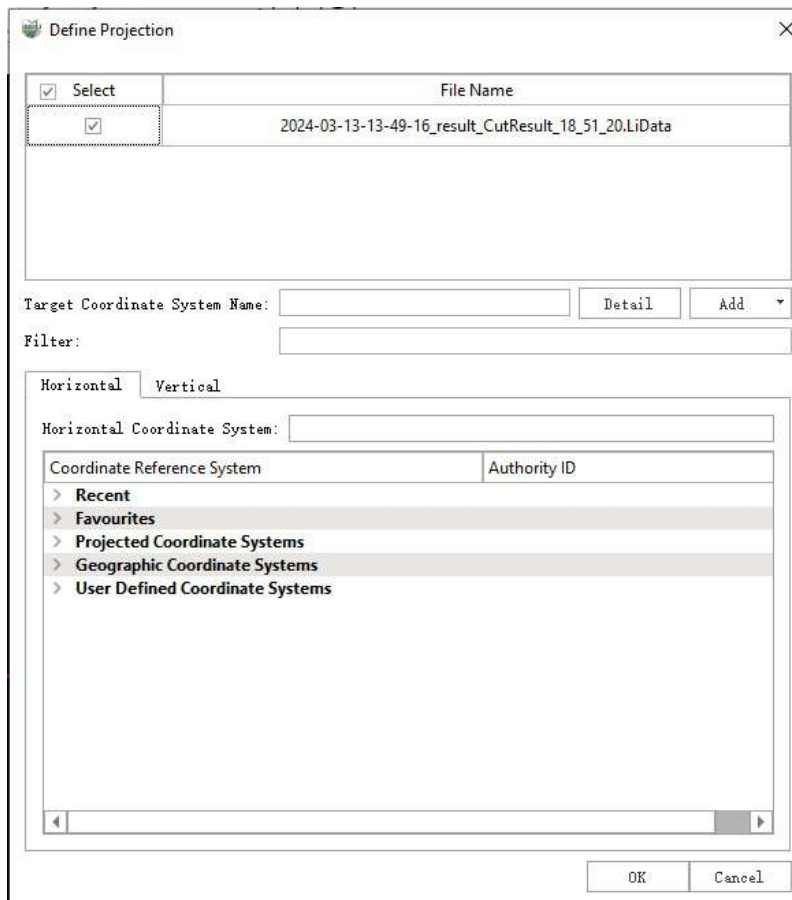 Define Projection
Select File Name
2024-03-13-13-49-16_result_CutResult_18_51_20.LiData
Target Coordinate System Name: Detail Add
Filter:
Horizontal Vertical
Horizontal Coordinate System:
Coordinate Reference System Authority ID
Recent
Favourites
Projected Coordinate Systems
Geographic Coordinate Systems
User Defined Coordinate Systems
OK Cancel